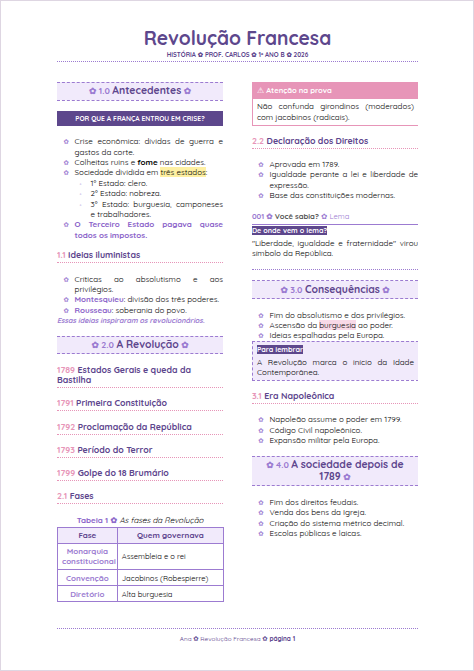 Revolução Francesa
HISTÓRIA ✿ PROF. CARLOS ✿ 1º ANO B ✿ 2026
✿ 1.0 Antecedentes ✿
POR QUE A FRANÇA ENTROU EM CRISE?
✿ Crise econômica: dívidas de guerra e
gastos da corte.
✿ Colheitas ruins e fome nas cidades.
✿ Sociedade dividida em três estados:
◦ 1º Estado: clero.
◦ 2º Estado: nobreza.
◦ 3º Estado: burguesia, camponeses
e trabalhadores.
✿ O Terceiro Estado pagava quase
todos os impostos.
1.1 Ideias iluministas
✿ Críticas ao absolutismo e aos
privilégios.
✿ Montesquieu: divisão dos três poderes.
✿ Rousseau: soberania do povo.
Essas ideias inspiraram os revolucionários.
✿ 2.0 A Revolução ✿
1789 Estados Gerais e queda da
Bastilha
1791 Primeira Constituição
1792 Proclamação da República
1793 Período do Terror
1799 Golpe do 18 Brumário
2.1 Fases
Tabela 1 ✿ As fases da Revolução
Fase Quem governava
Monarquia
constitucional Assembleia e o rei
Convenção Jacobinos (Robespierre)
Diretório Alta burguesia
⚠ Atenção na prova
Não confunda girondinos (moderados)
com jacobinos (radicais).
2.2 Declaração dos Direitos
✿ Aprovada em 1789.
✿ Igualdade perante a lei e liberdade de
expressão.
✿ Base das constituições modernas.
001 ✿ Você sabia? ✿ Lema
De onde vem o lema?
"Liberdade, igualdade e fraternidade" virou
símbolo da República.
✿ 3.0 Consequências ✿
✿ Fim do absolutismo e dos privilégios.
✿ Ascensão da burguesia ao poder.
✿ Ideias espalhadas pela Europa.
Para lembrar
A Revolução marca o início da Idade
Contemporânea.
3.1 Era Napoleônica
✿ Napoleão assume o poder em 1799.
✿ Código Civil napoleônico.
✿ Expansão militar pela Europa.
✿ 4.0 A sociedade depois de
1789 ✿
✿ Fim dos direitos feudais.
✿ Venda dos bens da Igreja.
✿ Criação do sistema métrico decimal.
✿ Escolas públicas e laicas.
Ana ✿ Revolução Francesa ✿ página 1